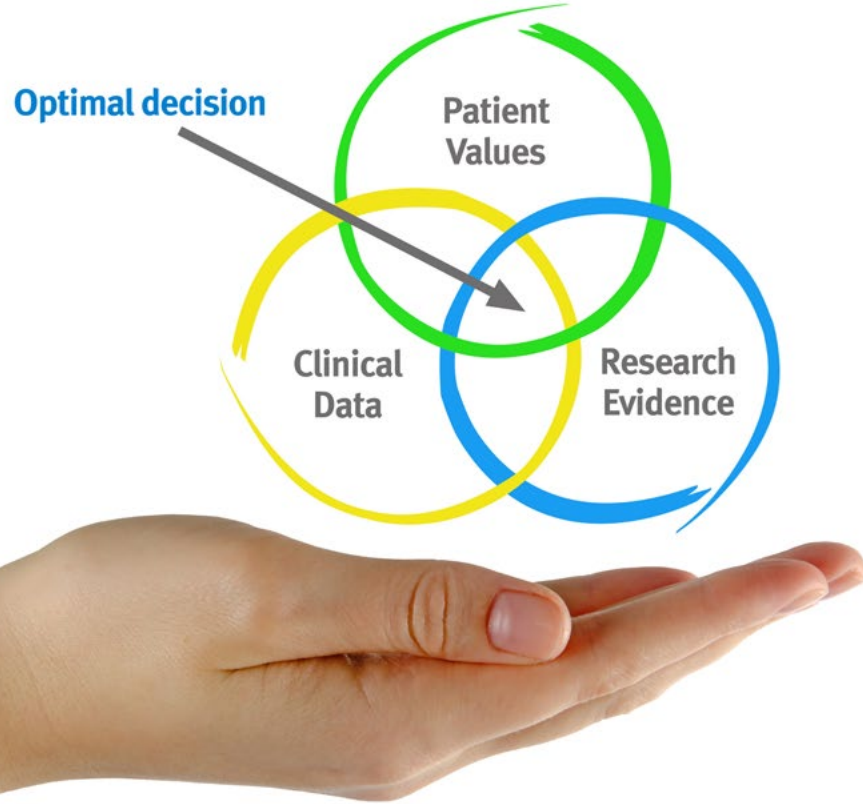 Optimal decision
Patient
Values
Clinical
Data
Research
Evidence